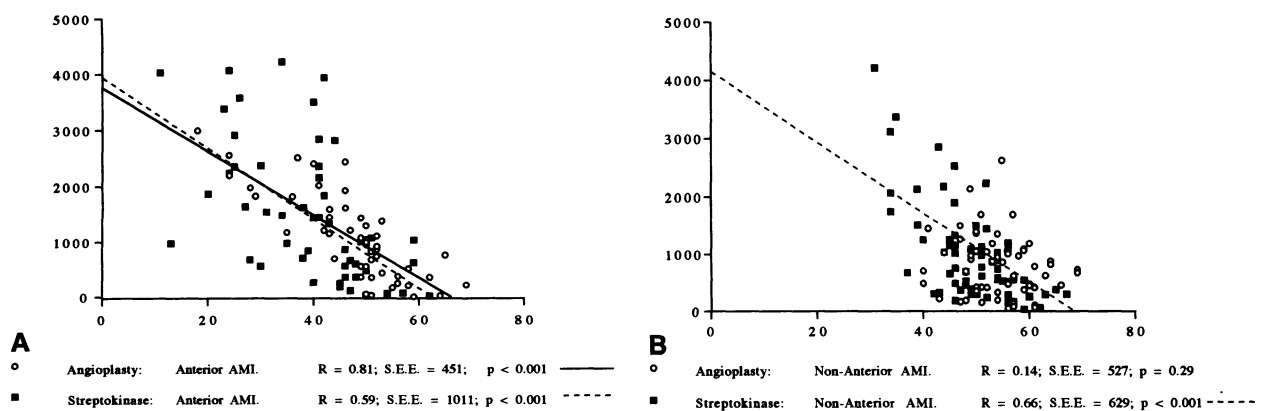 5000
4000
3000
2000
1000
0
0 20 40 60 80
A
Angioplasty: Anterior AMI. R = 0.81; S.E.E. = 451; p < 0.001
Streptokinase: Anterior AMI. R = 0.59; S.E.E. = 1011; p < 0.001
5000
4000
3000
2000
1000
0
0 20 40 60 80
B
Angioplasty: Non-Anterior AMI. R = 0.14; S.E.E. = 527; p = 0.29
Streptokinase: Non-Anterior AMI. R = 0.66; S.E.E. = 629; p < 0.001